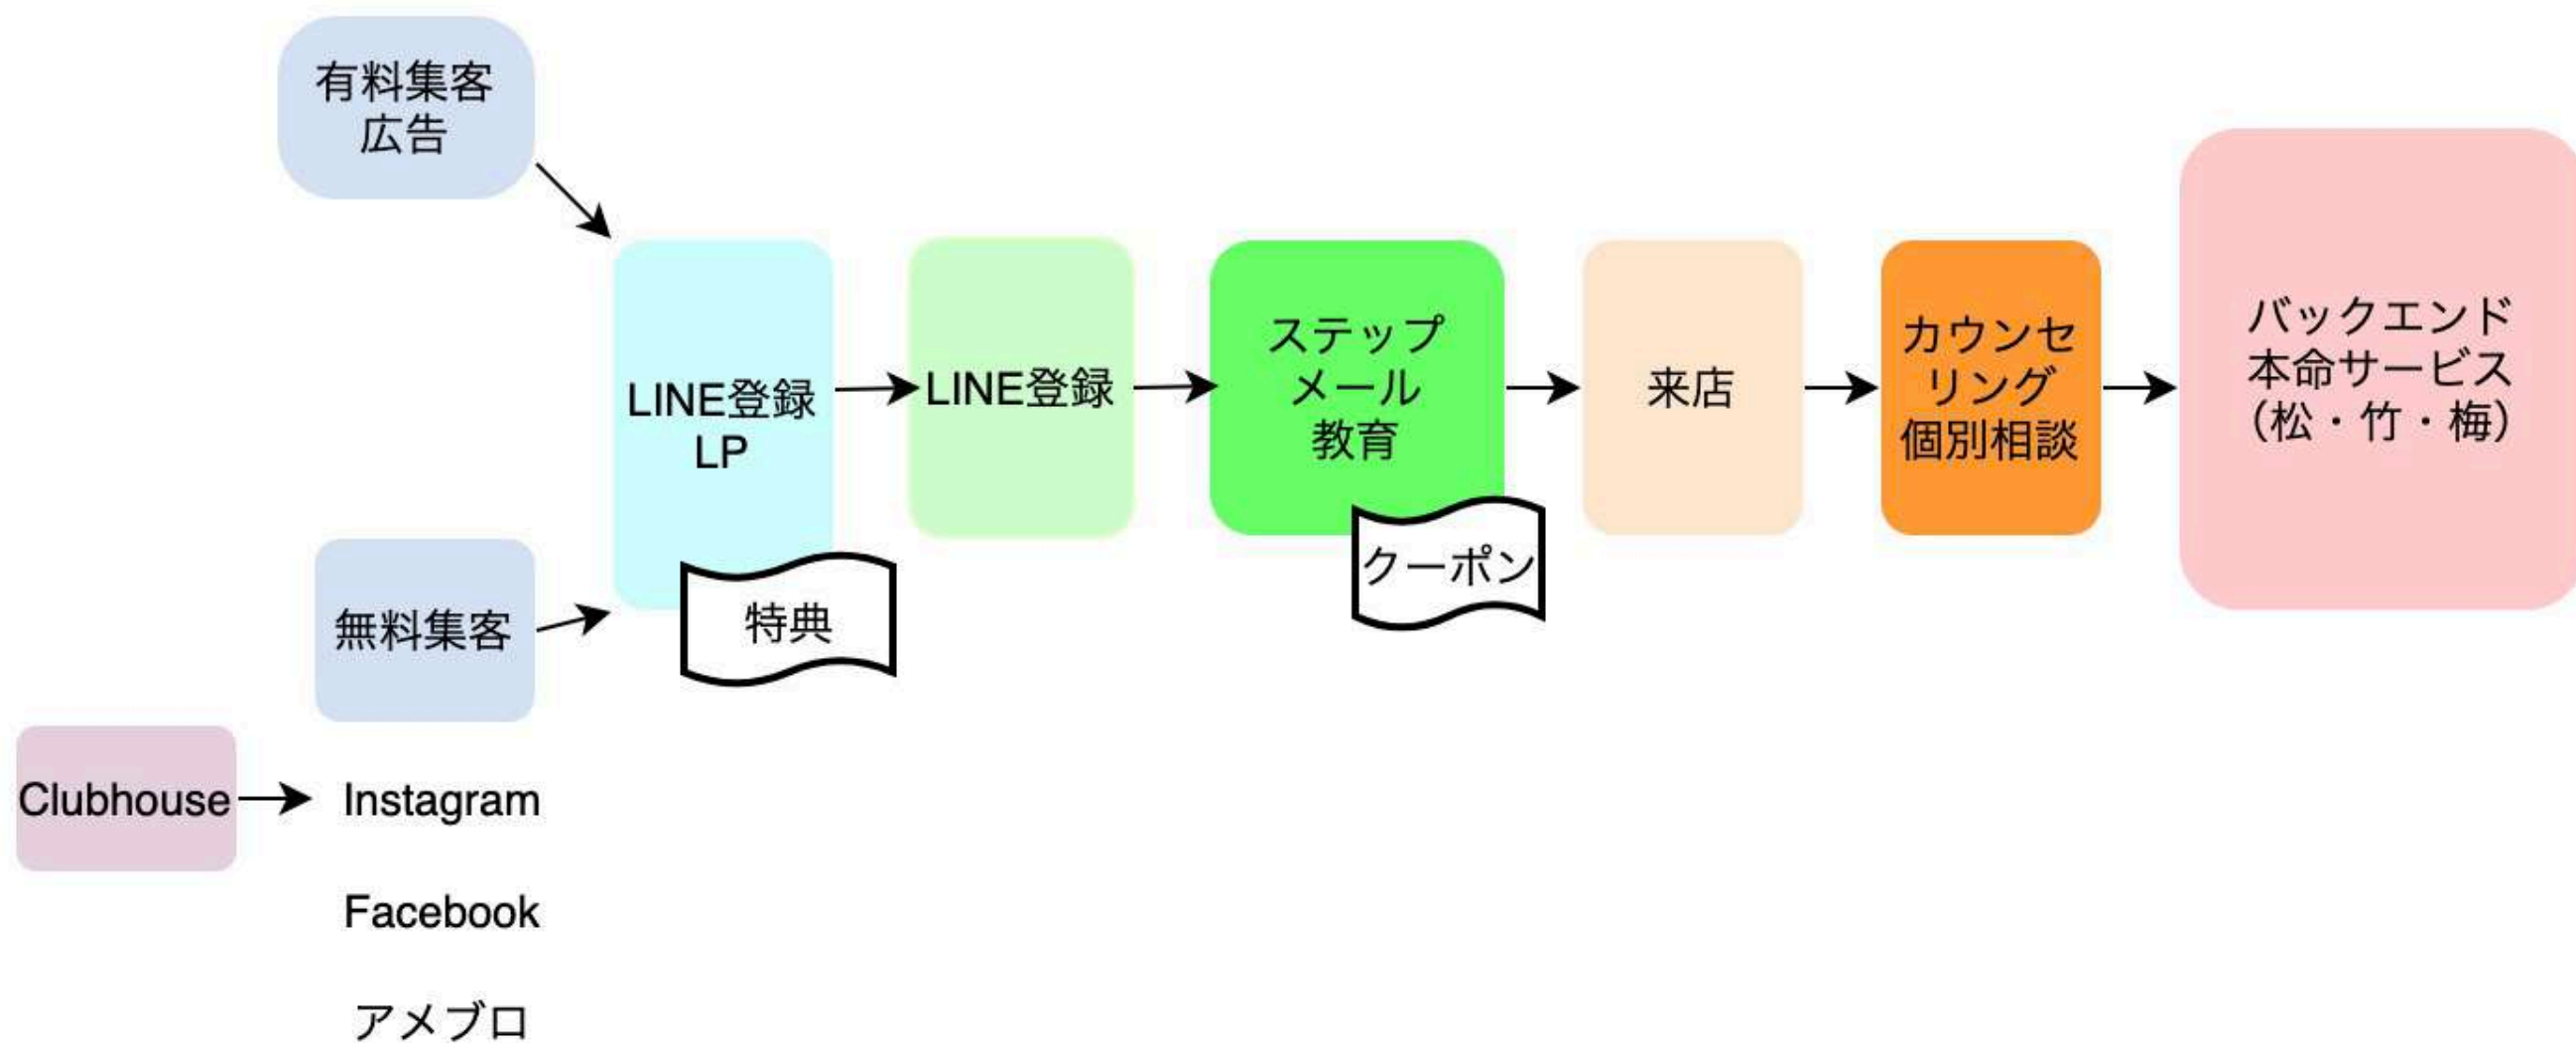 有料集客
広告
LINE登録
LP
特典
LINE登録
ステップ
メール
教育
クーポン
来店
カウンセ
リング
個別相談
バックエンド
本命サービス
（松・竹・梅）
無料集客
Clubhouse
Instagram
Facebook
アメブロ